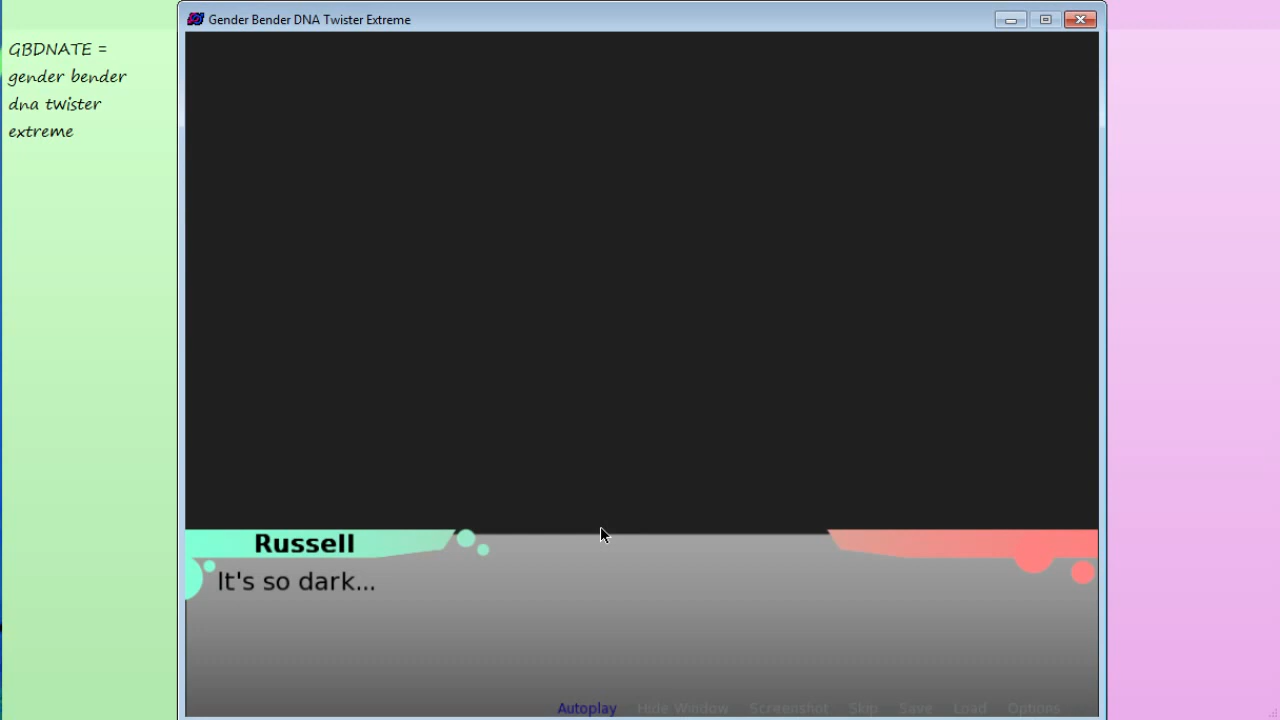 Gender Bender DNA Twister Extreme
GBDNATE =
gender bender
dna twister
extreme
Russell
It's so dark...
Autoplay Hide Window Screenshot Skip Save Load Options